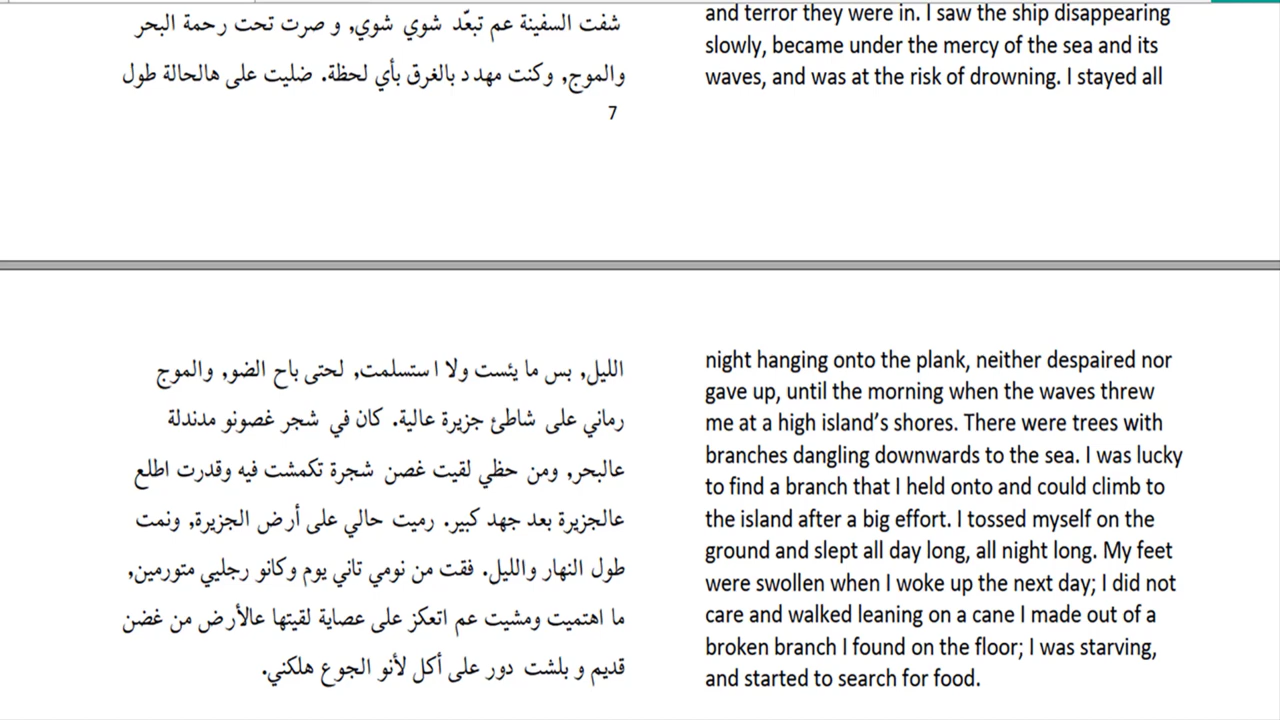 شفت السفينة عم تبعّد شوي شوي, و صرت تحت رحمة البحر
والموج, وكنت مهدد بالغرق بأي لحظة. ضليت على هالحالة طول
7
and terror they were in. I saw the ship disappearing
slowly, became under the mercy of the sea and its
waves, and was at the risk of drowning. I stayed all
الليل, بس ما يئست ولا استسلمت, لحتى باح الضو, والموج
رماني على شاطئ جزيرة عالية. كان في شجر غصونو مدندلة
عالبحر, ومن حظي لقيت غصن شجرة تكمشت فيه وقدرت اطلع
عالجزيرة بعد جهد كبير. رميت حالي على أرض الجزيرة, ونمت
طول النهار والليل. فقت من نومي تاني يوم وكانو رجليي متورمين,
ما اهتميت ومشيت عم اتعكز على عصاية لقيتها عالأرض من غضن
قديم و بلشت دور على أكل لأنو الجوع هلكني.
night hanging onto the plank, neither despaired nor
gave up, until the morning when the waves threw
me at a high island’s shores. There were trees with
branches dangling downwards to the sea. I was lucky
to find a branch that I held onto and could climb to
the island after a big effort. I tossed myself on the
ground and slept all day long, all night long. My feet
were swollen when I woke up the next day; I did not
care and walked leaning on a cane I made out of a
broken branch I found on the floor; I was starving,
and started to search for food.